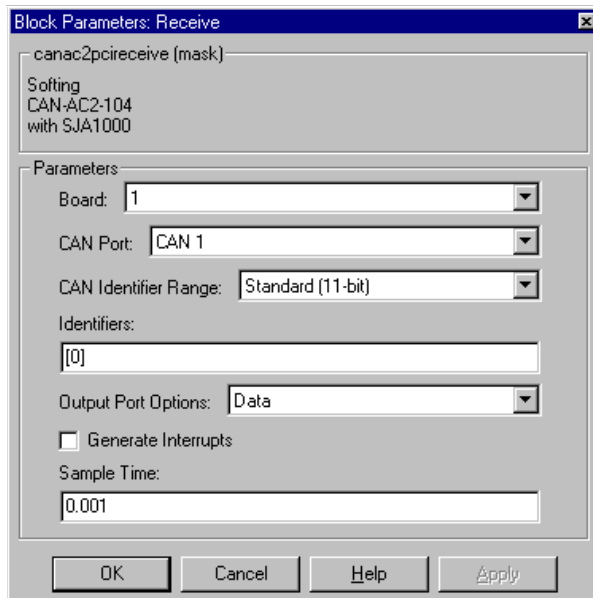 Block Parameters: Receive
canac2pcireceive (mask)
Softing
CAN-AC2-104
with SJA1000
Parameters
Board: 1
CAN Port: CAN 1
CAN Identifier Range: Standard (11-bit)
Identifiers:
[0]
Output Port Options: Data
Generate Interrupts
Sample Time:
0.001
OK Cancel Help Apply